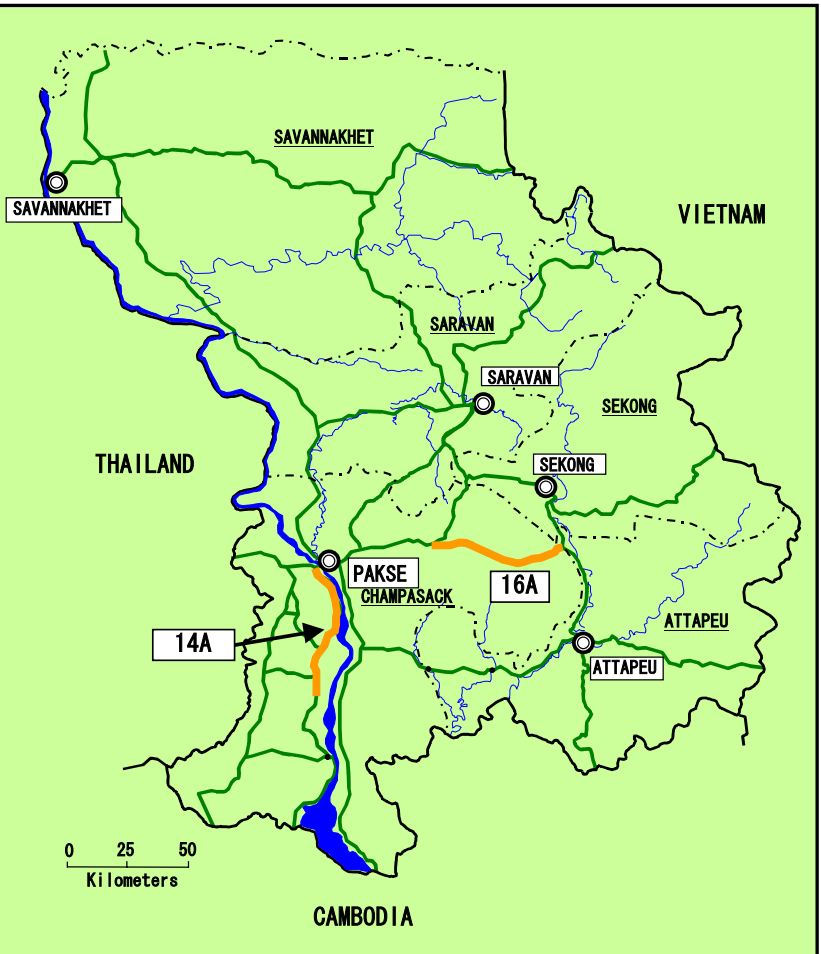 SAVANNAKHET
SAVANNAKHET
VIETNAM
SARAVAN
SARAVAN
SEKONG
THAILAND
SEKONG
PAKSE
16A
CHAMPASACK
ATTAPEU
14A
ATTAPEU
0 25 50
Kilometers
CAMBODIA